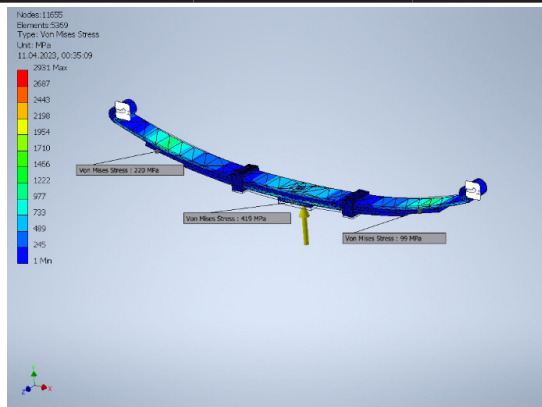 Nodes:11655
Elements:5369
Type: Von Mises Stress
Unit: MPa
11.04.2023, 00:35:09
2931 Max
2687
2443
2198
1954
1710
1466
1222
977
733
489
245
1 Min
Von Mises Stress : 220 MPa
Von Mises Stress : 419 MPa
Von Mises Stress : 99 MPa
Y
Z
X